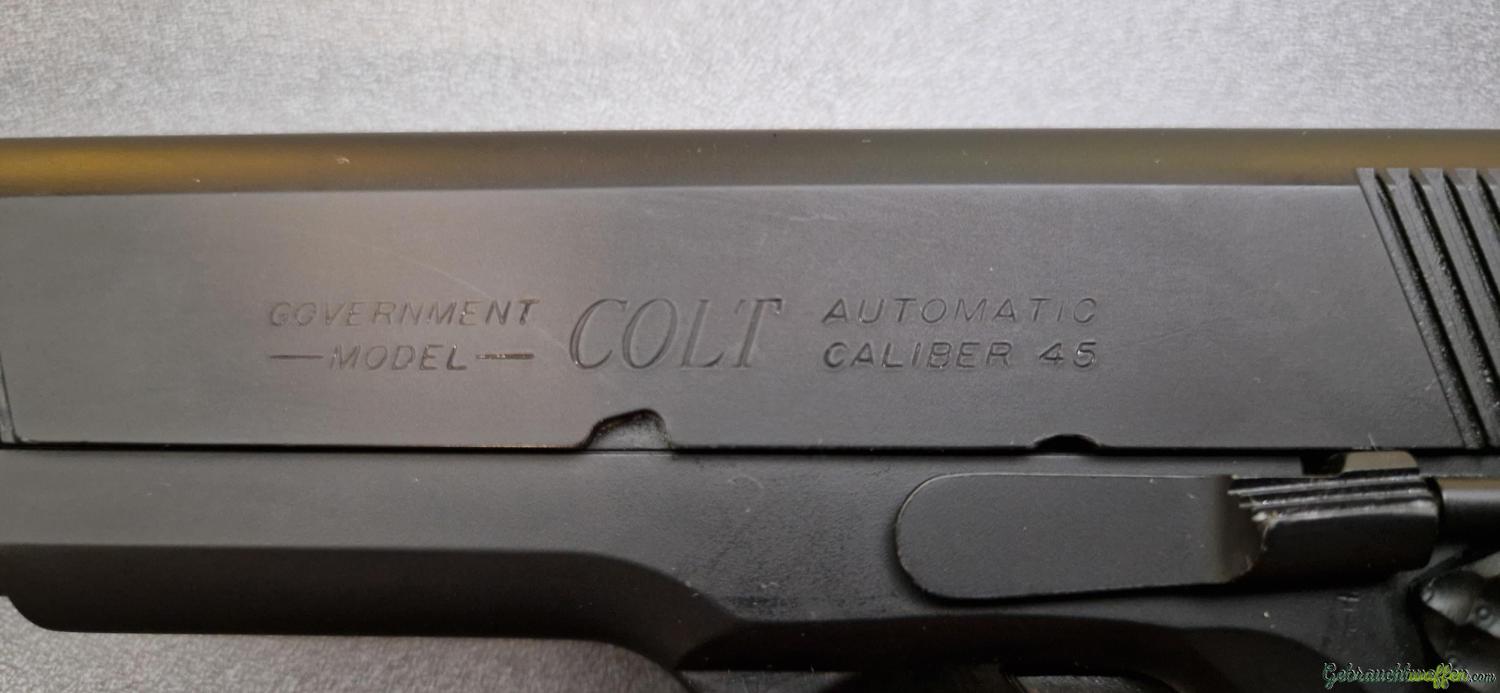 GOVERNMENT
—MODEL—
COLT
AUTOMATIC
CALIBER 45
Gebrauchtwaffen.com